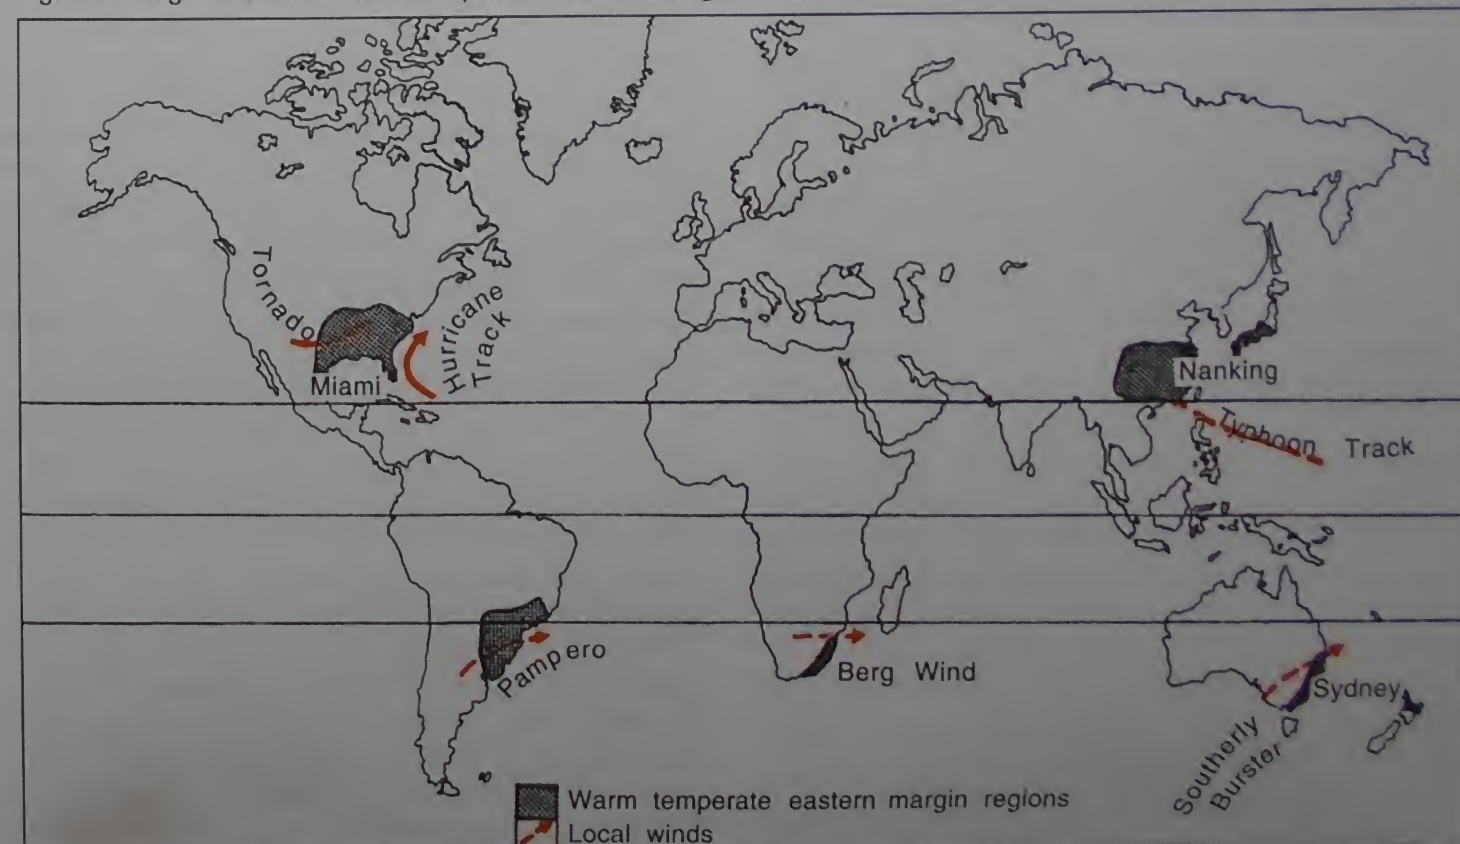 Tornado
Hurricane
Track
Miami
Nanking
Typhoon Track
Pampero
Berg Wind
Sydney
Southerly
Burster
Warm temperate eastern margin regions
Local winds